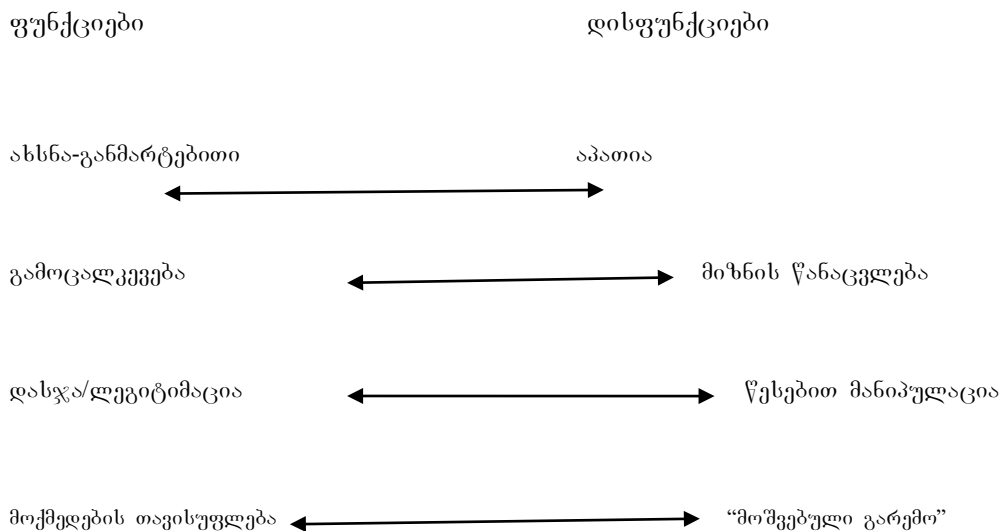 ფუნქციები დისფუნქციები
ახსნა-განმარტებითი აპათია
გამოცალკევება მიზნის წანაცვლება
დასჯა/ლეგიტიმაცია წესებით მანიპულაცია
მოქმედების თავისუფლება “მოშვებული გარემო”